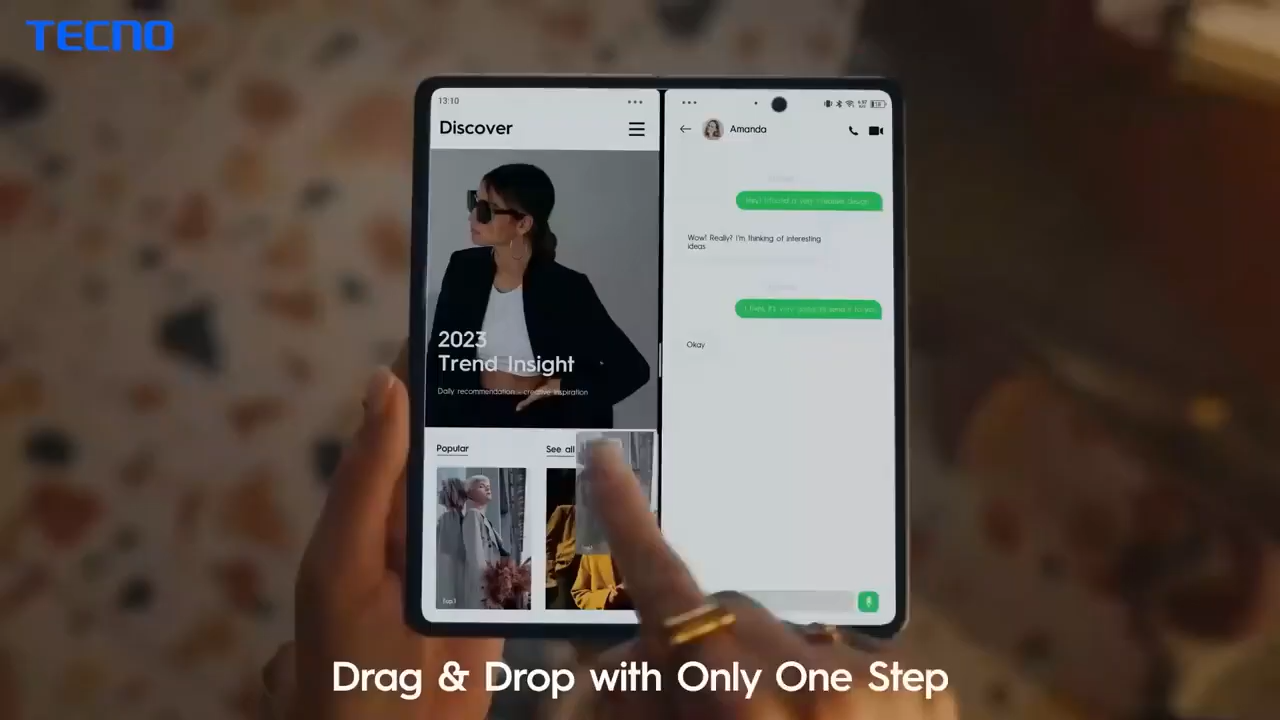 TECNO
13:10
Discover
Amanda
Wow! Really? I'm thinking of interesting
ideas
Okay
2023
Trend Insight
Daily recommendation - creative inspiration
Popular
See all
Top1
Drag & Drop with Only One Step